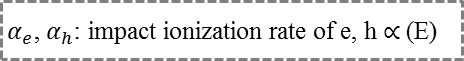 𝛼𝑒, 𝛼ℎ: impact ionization rate of e, h ∝ (E)